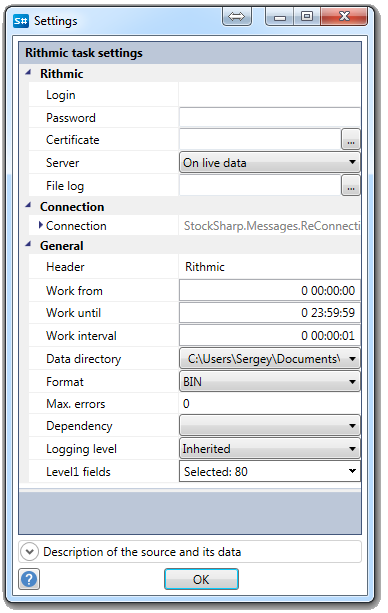 S# Settings
Rithmic task settings
Rithmic
Login
Password
Certificate ...
Server On live data
File log ...
Connection
Connection StockSharp.Messages.ReConnecti
General
Header Rithmic
Work from 0 00:00:00
Work until 0 23:59:59
Work interval 0 00:00:01
Data directory C:\Users\Sergey\Documents\
Format BIN
Max. errors 0
Dependency
Logging level Inherited
Level1 fields Selected: 80
Description of the source and its data
? OK